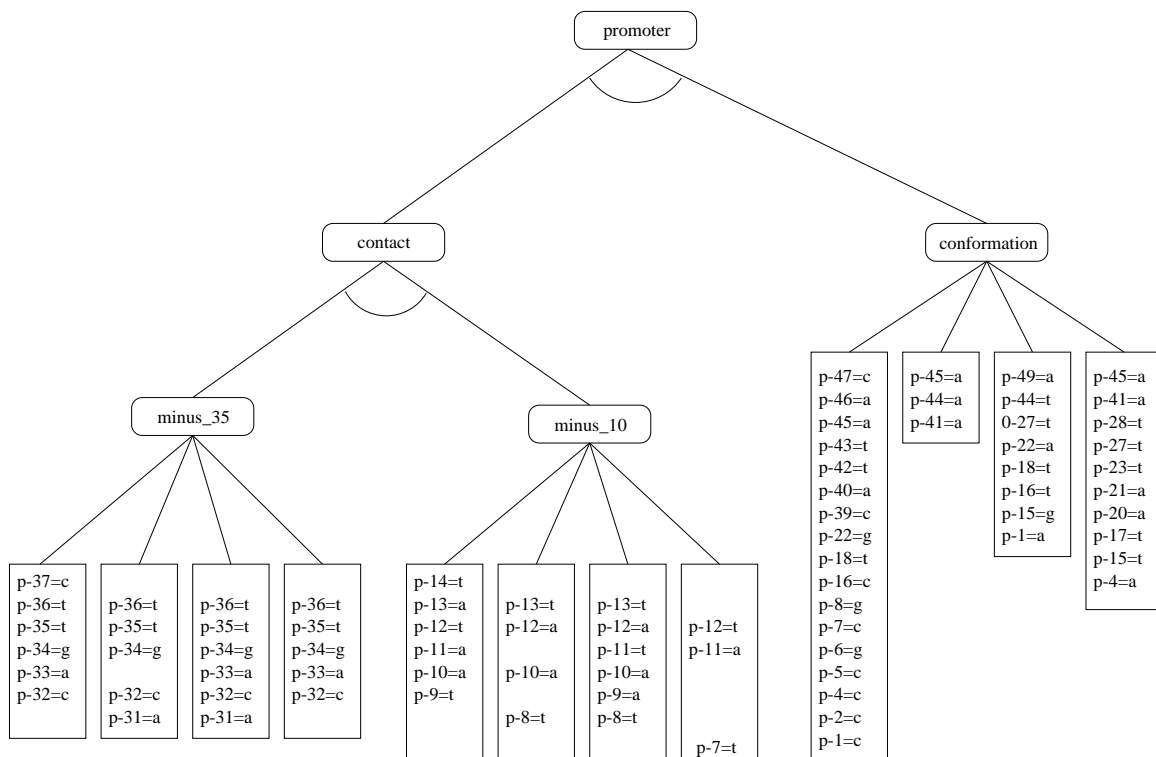 promoter
contact
conformation
minus_35
minus_10
p-37=c
p-36=t
p-35=t
p-34=g
p-33=a
p-32=c
p-36=t
p-35=t
p-34=g
p-32=c
p-31=a
p-36=t
p-35=t
p-34=g
p-33=a
p-32=c
p-31=a
p-36=t
p-35=t
p-34=g
p-33=a
p-32=c
p-14=t
p-13=a
p-12=t
p-11=a
p-10=a
p-9=t
p-13=t
p-12=a
p-10=a
p-8=t
p-13=t
p-12=a
p-11=t
p-10=a
p-9=a
p-8=t
p-12=t
p-11=a
p-7=t
p-47=c
p-46=a
p-45=a
p-43=t
p-42=t
p-40=a
p-39=c
p-22=g
p-18=t
p-16=c
p-8=g
p-7=c
p-6=g
p-5=c
p-4=c
p-2=c
p-1=c
p-45=a
p-44=a
p-41=a
p-49=a
p-44=t
0-27=t
p-22=a
p-18=t
p-16=t
p-15=g
p-1=a
p-45=a
p-41=a
p-28=t
p-27=t
p-23=t
p-21=a
p-20=a
p-17=t
p-15=t
p-4=a